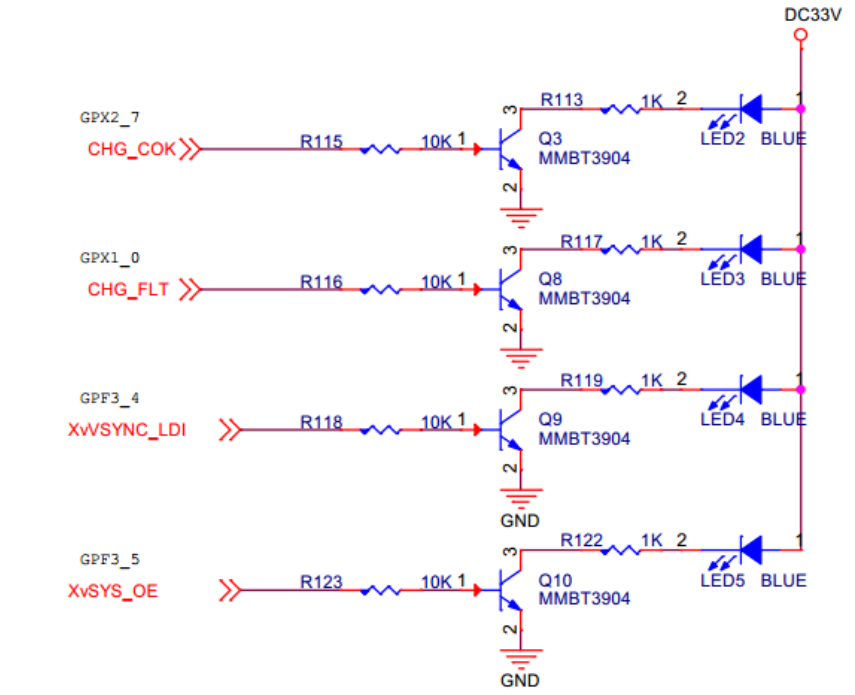 DC33V
GPX2_7
CHG_COK
R115
10K
1
3
2
Q3
MMBT3904
R113
1K
2
LED2
BLUE
1
GPX1_0
CHG_FLT
R116
10K
1
3
2
Q8
MMBT3904
R117
1K
2
LED3
BLUE
1
GPF3_4
XvVSYNC_LDI
R118
10K
1
3
2
Q9
MMBT3904
GND
R119
1K
2
LED4
BLUE
1
GPF3_5
XvSYS_OE
R123
10K
1
3
2
Q10
MMBT3904
GND
R122
1K
2
LED5
BLUE
1